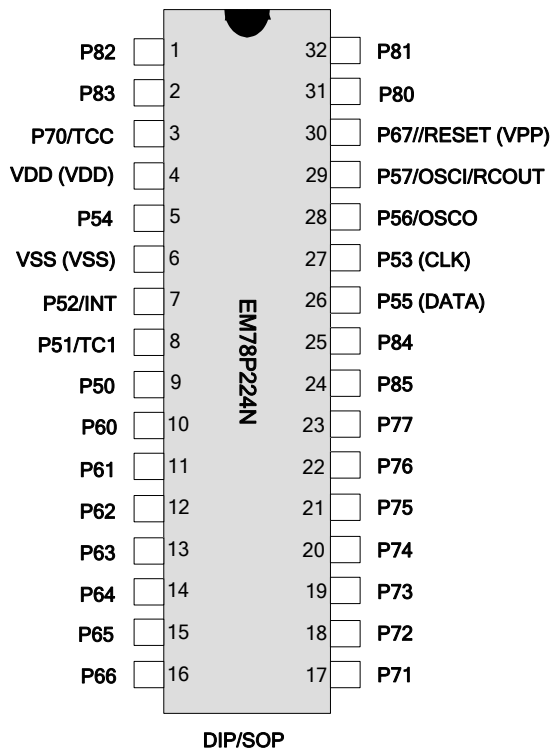 P82 1 32 P81
P83 2 31 P80
P70/TCC 3 30 P67//RESET (VPP)
VDD (VDD) 4 29 P57/OSCI/RCOUT
P54 5 28 P56/OSCO
VSS (VSS) 6 27 P53 (CLK)
P52/INT 7 26 P55 (DATA)
P51/TC1 8 25 P84
P50 9 24 P85
P60 10 23 P77
P61 11 22 P76
P62 12 21 P75
P63 13 20 P74
P64 14 19 P73
P65 15 18 P72
P66 16 17 P71
EM78P224N
DIP/SOP